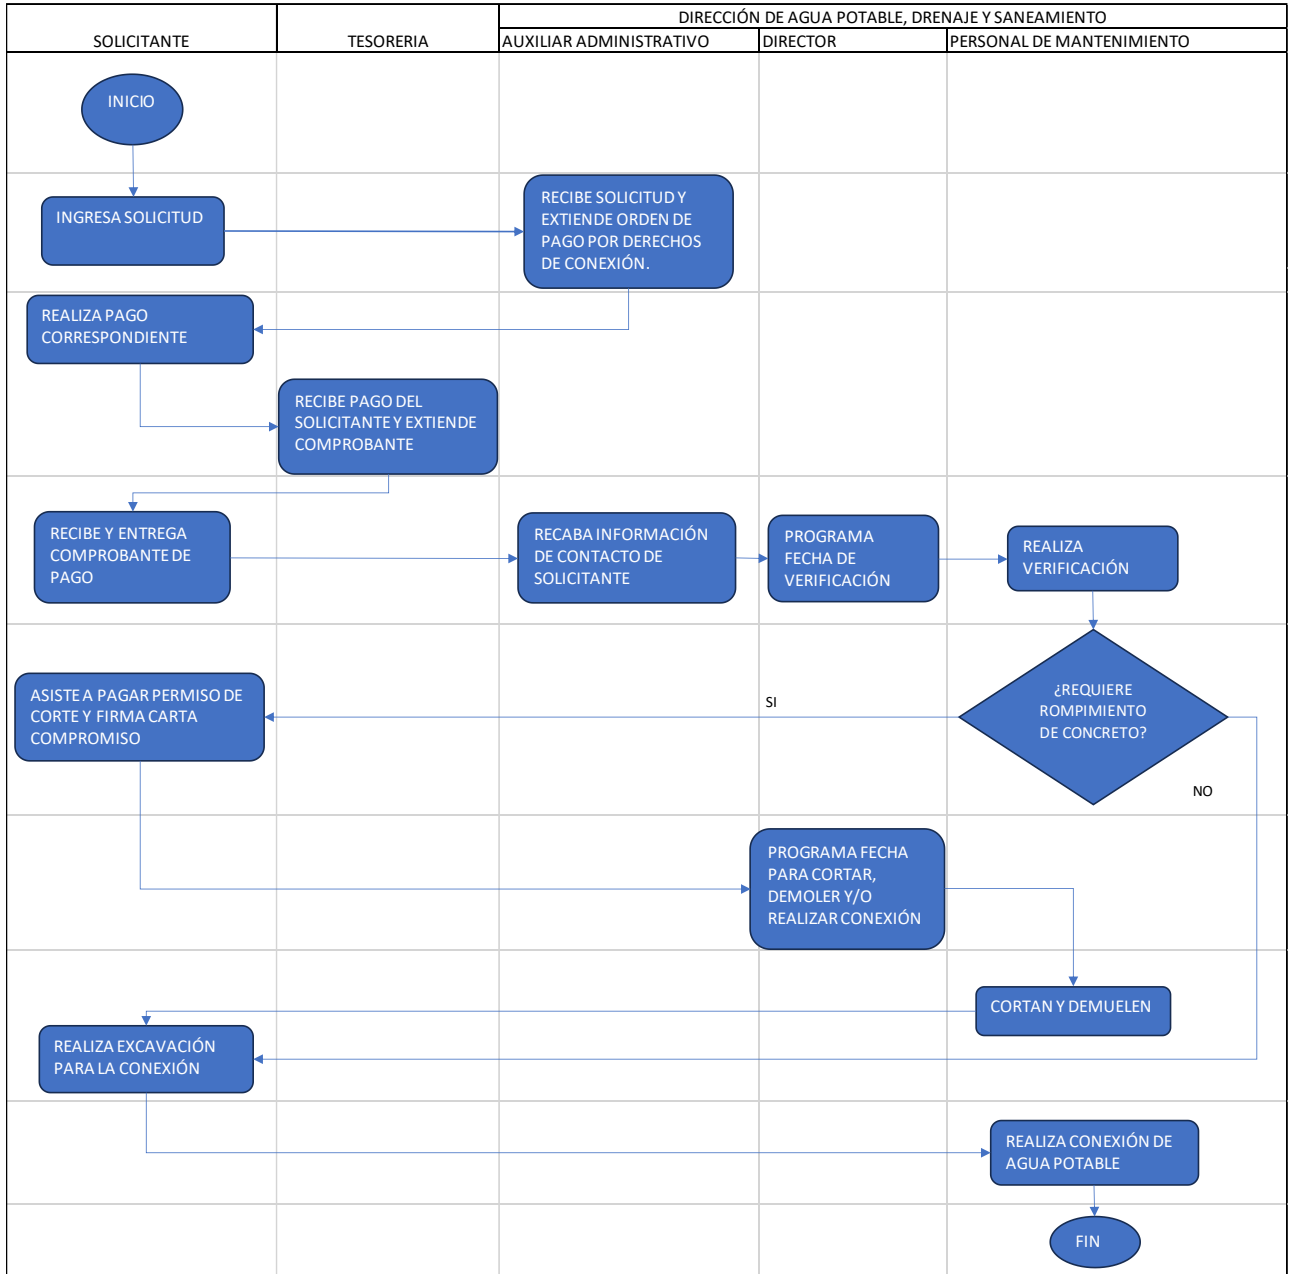 DIRECCIÓN DE AGUA POTABLE, DRENAJE Y SANEAMIENTO
SOLICITANTE
TESORERIA
AUXILIAR ADMINISTRATIVO
DIRECTOR
PERSONAL DE MANTENIMIENTO
INICIO
INGRESA SOLICITUD
RECIBE SOLICITUD Y
EXTIENDE ORDEN DE
PAGO POR DERECHOS
DE CONEXIÓN.
REALIZA PAGO
CORRESPONDIENTE
RECIBE PAGO DEL
SOLICITANTE Y EXTIENDE
COMPROBANTE
RECIBE Y ENTREGA
COMPROBANTE DE
PAGO
RECABA INFORMACIÓN
DE CONTACTO DE
SOLICITANTE
PROGRAMA
FECHA DE
VERIFICACIÓN
REALIZA
VERIFICACIÓN
¿REQUIERE
ROMPIMIENTO
DE CONCRETO?
SI
NO
ASISTE A PAGAR PERMISO DE
CORTE Y FIRMA CARTA
COMPROMISO
PROGRAMA FECHA
PARA CORTAR,
DEMOLER Y/O
REALIZAR CONEXIÓN
CORTAN Y DEMUELEN
REALIZA EXCAVACIÓN
PARA LA CONEXIÓN
REALIZA CONEXIÓN DE
AGUA POTABLE
FIN